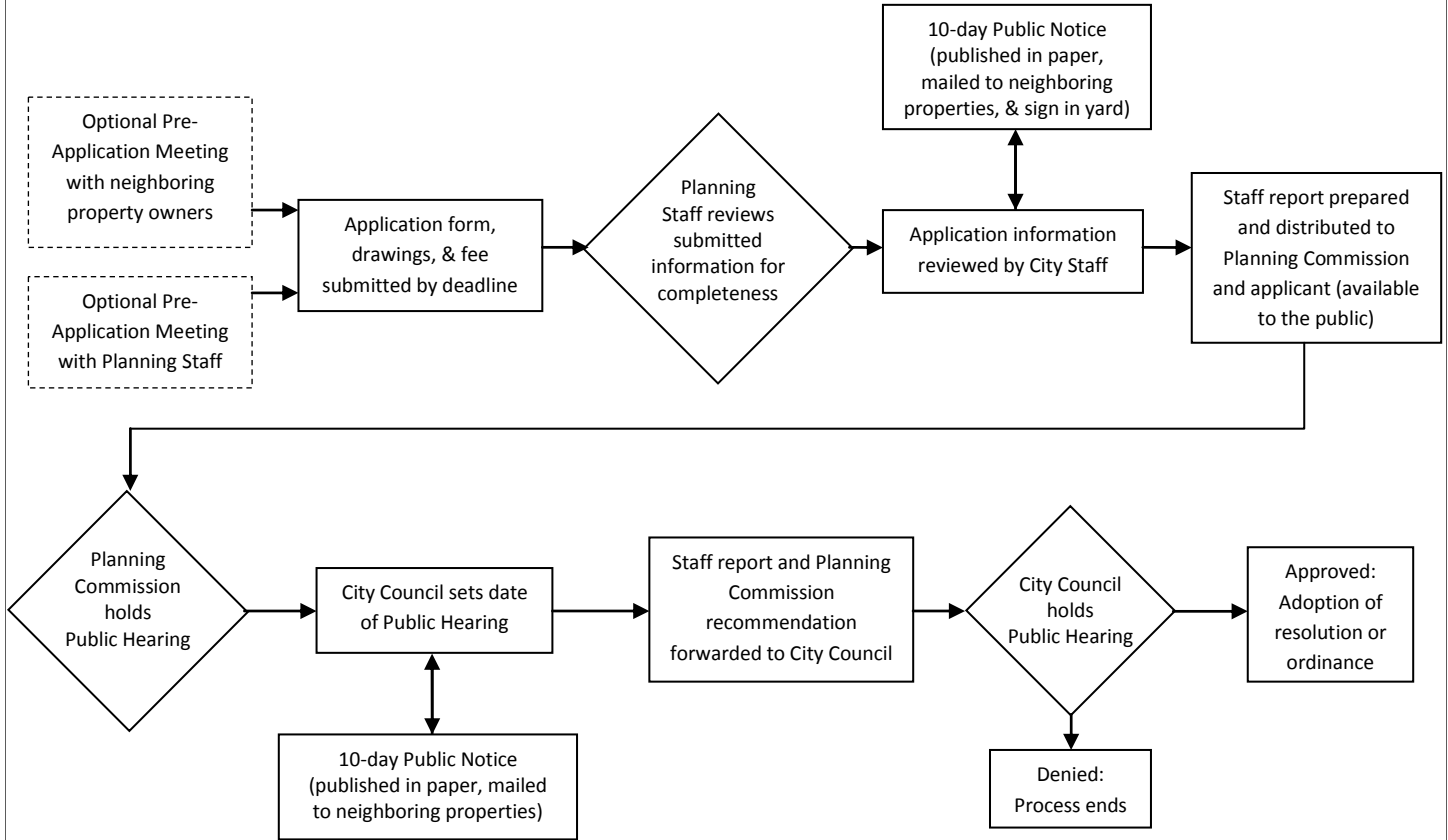 Optional Pre-
Application Meeting
with neighboring
property owners
Optional Pre-
Application Meeting
with Planning Staff
Application form,
drawings, & fee
submitted by deadline
Planning
Staff reviews
submitted
information for
completeness
10-day Public Notice
(published in paper,
mailed to neighboring
properties, & sign in yard)
Application information
reviewed by City Staff
Staff report prepared
and distributed to
Planning Commission
and applicant (available
to the public)
Planning
Commission
holds
Public Hearing
City Council sets date
of Public Hearing
10-day Public Notice
(published in paper, mailed
to neighboring properties)
Staff report and Planning
Commission
recommendation
forwarded to City Council
City Council
holds
Public Hearing
Approved:
Adoption of
resolution or
ordinance
Denied:
Process ends